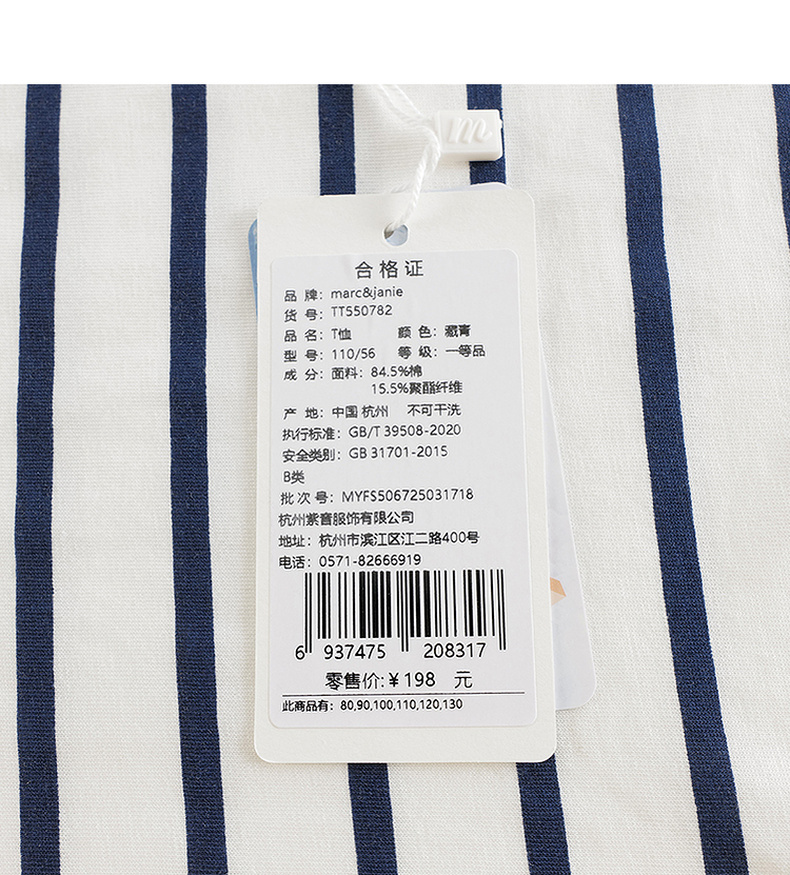 m
合格证
品 牌：marc&janie
货 号：TT550782
品 名：T恤 颜 色：藏青
型 号：110/56 等 级：一等品
成 分：面料：84.5%棉
15.5%聚酯纤维
产 地：中国 杭州 不可干洗
执行标准：GB/T 39508-2020
安全类别：GB 31701-2015
B类
批 次 号：MYFS506725031718
杭州紫音服饰有限公司
地址：杭州市滨江区江二路400号
电话：0571-82666919
6 937475 208317
零售价:¥198 元
此商品有：80,90,100,110,120,130